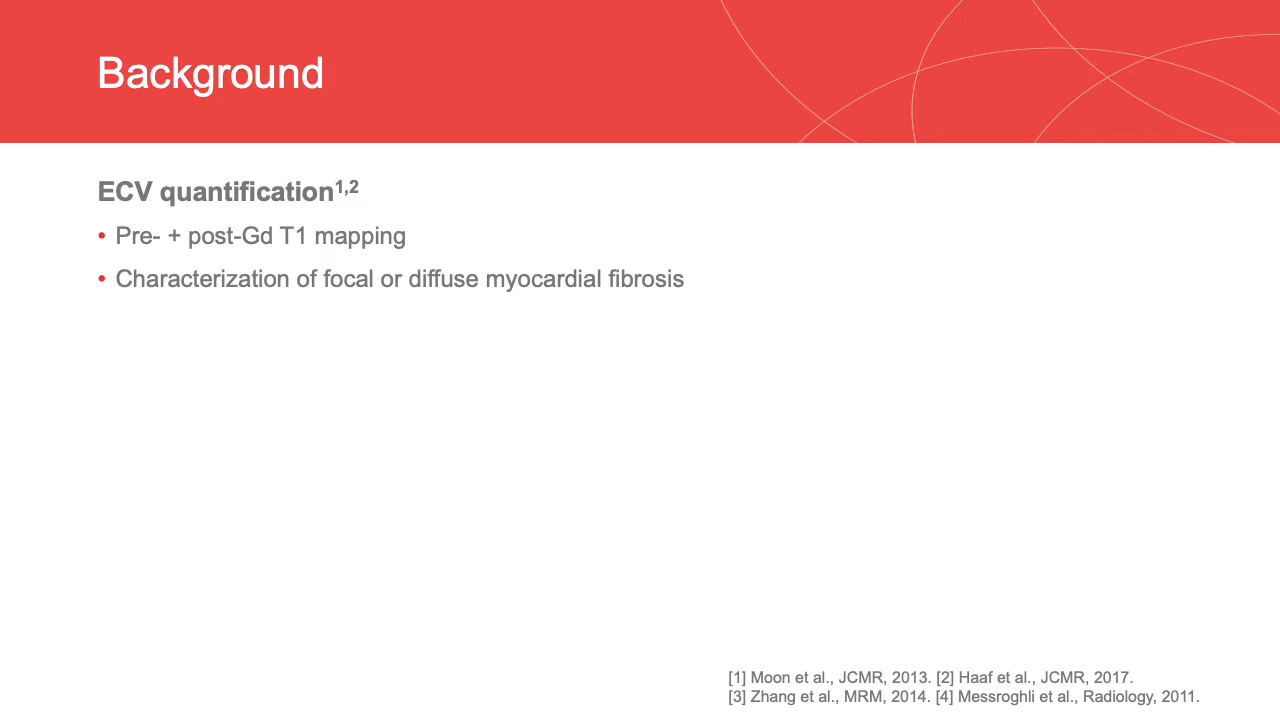 Background
ECV quantification1,2
• Pre- + post-Gd T1 mapping
• Characterization of focal or diffuse myocardial fibrosis
[1] Moon et al., JCMR, 2013. [2] Haaf et al., JCMR, 2017.
[3] Zhang et al., MRM, 2014. [4] Messroghli et al., Radiology, 2011.